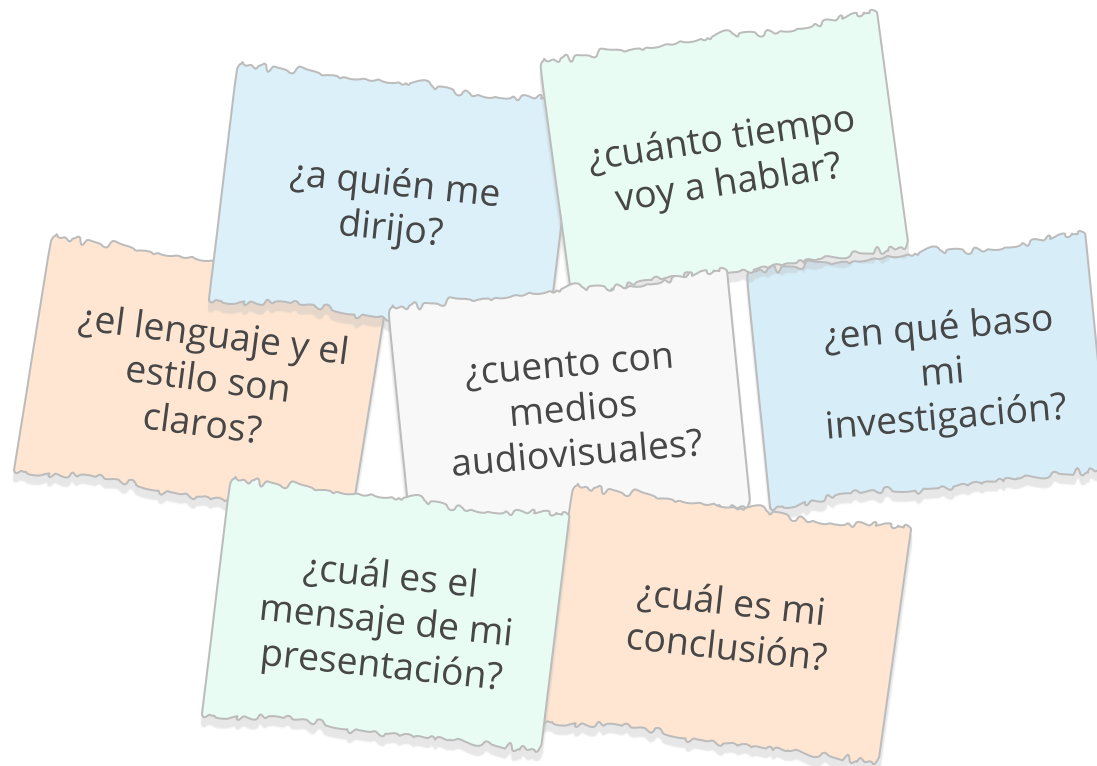 ¿a quién me
dirijo?
¿cuánto tiempo
voy a hablar?
¿el lenguaje y el
estilo son
claros?
¿cuento con
medios
audiovisuales?
¿en qué baso
mi
investigación?
¿cuál es el
mensaje de mi
presentación?
¿cuál es mi
conclusión?